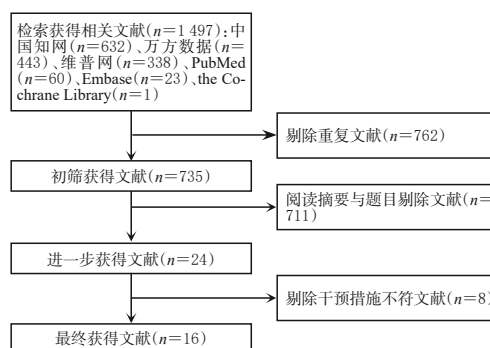 检索获得相关文献(n=1 497):中
国知网(n=632)、万方数据(n=
443)、维普网(n=338)、PubMed
(n=60)、Embase(n=23)、the Co-
chrane Library(n=1)
剔除重复文献(n=762)
初筛获得文献(n=735)
阅读摘要与题目剔除文献(n=
711)
进一步获得文献(n=24)
剔除干预措施不符文献(n=8)
最终获得文献(n=16)